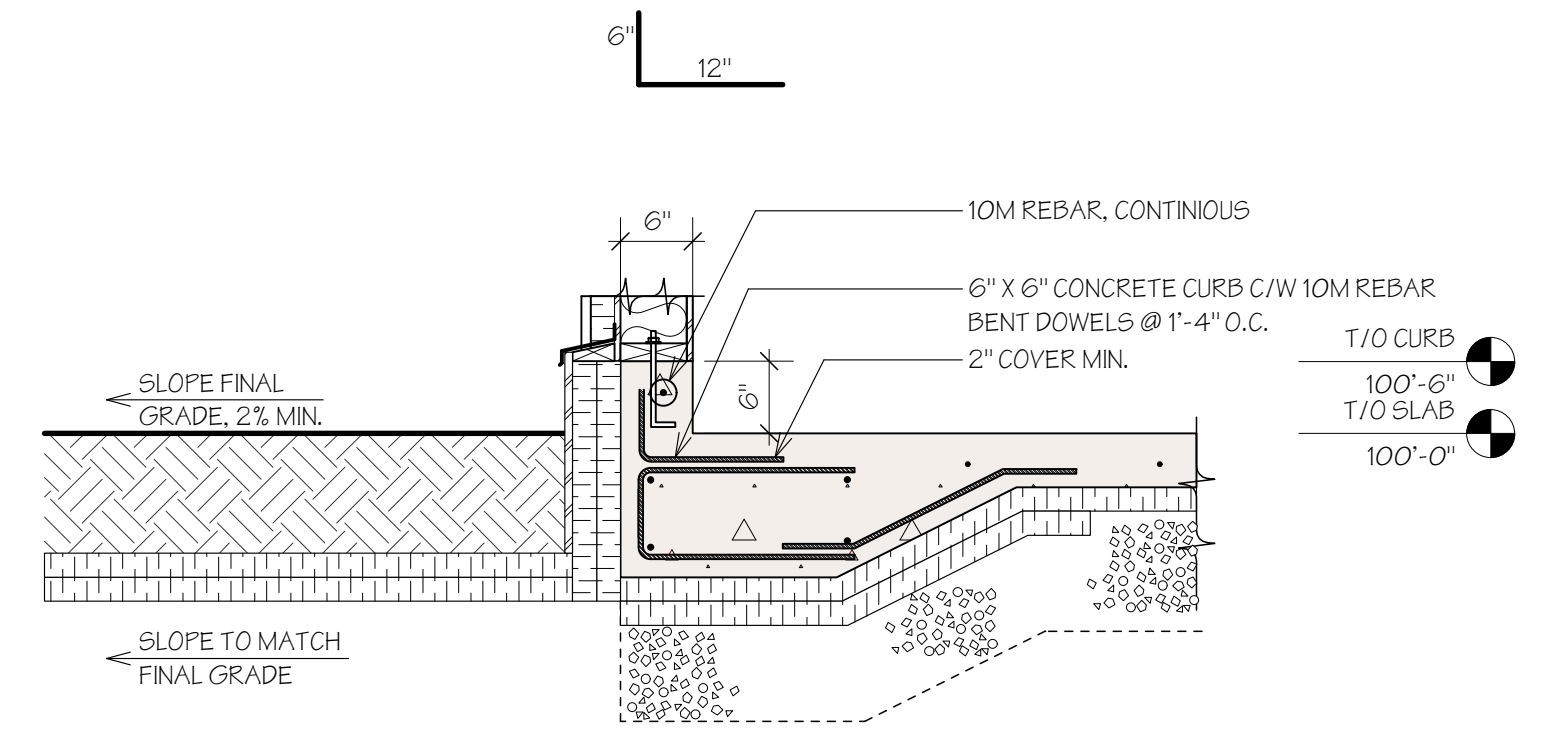 6"
12"
6"
10M REBAR, CONTINIOUS
6" X 6" CONCRETE CURB C/W 10M REBAR
BENT DOWELS @ 1'-4" O.C.
2" COVER MIN.
T/O CURB
100'-6"
T/O SLAB
100'-0"
6"
SLOPE FINAL
GRADE, 2% MIN.
SLOPE TO MATCH
FINAL GRADE